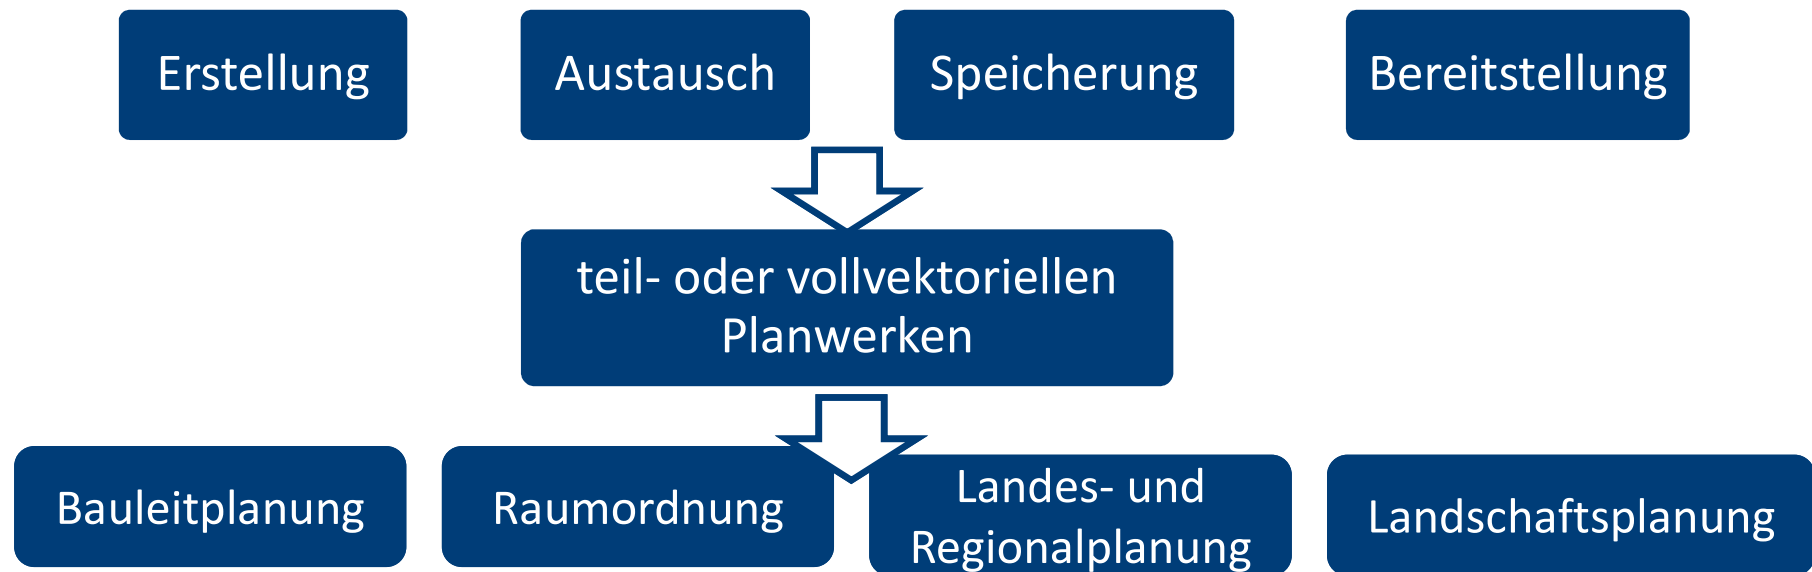 Erstellung
Austausch
Speicherung
Bereitstellung
teil- oder vollvektoriellen
Planwerken
Bauleitplanung
Raumordnung
Landes- und
Regionalplanung
Landschaftsplanung